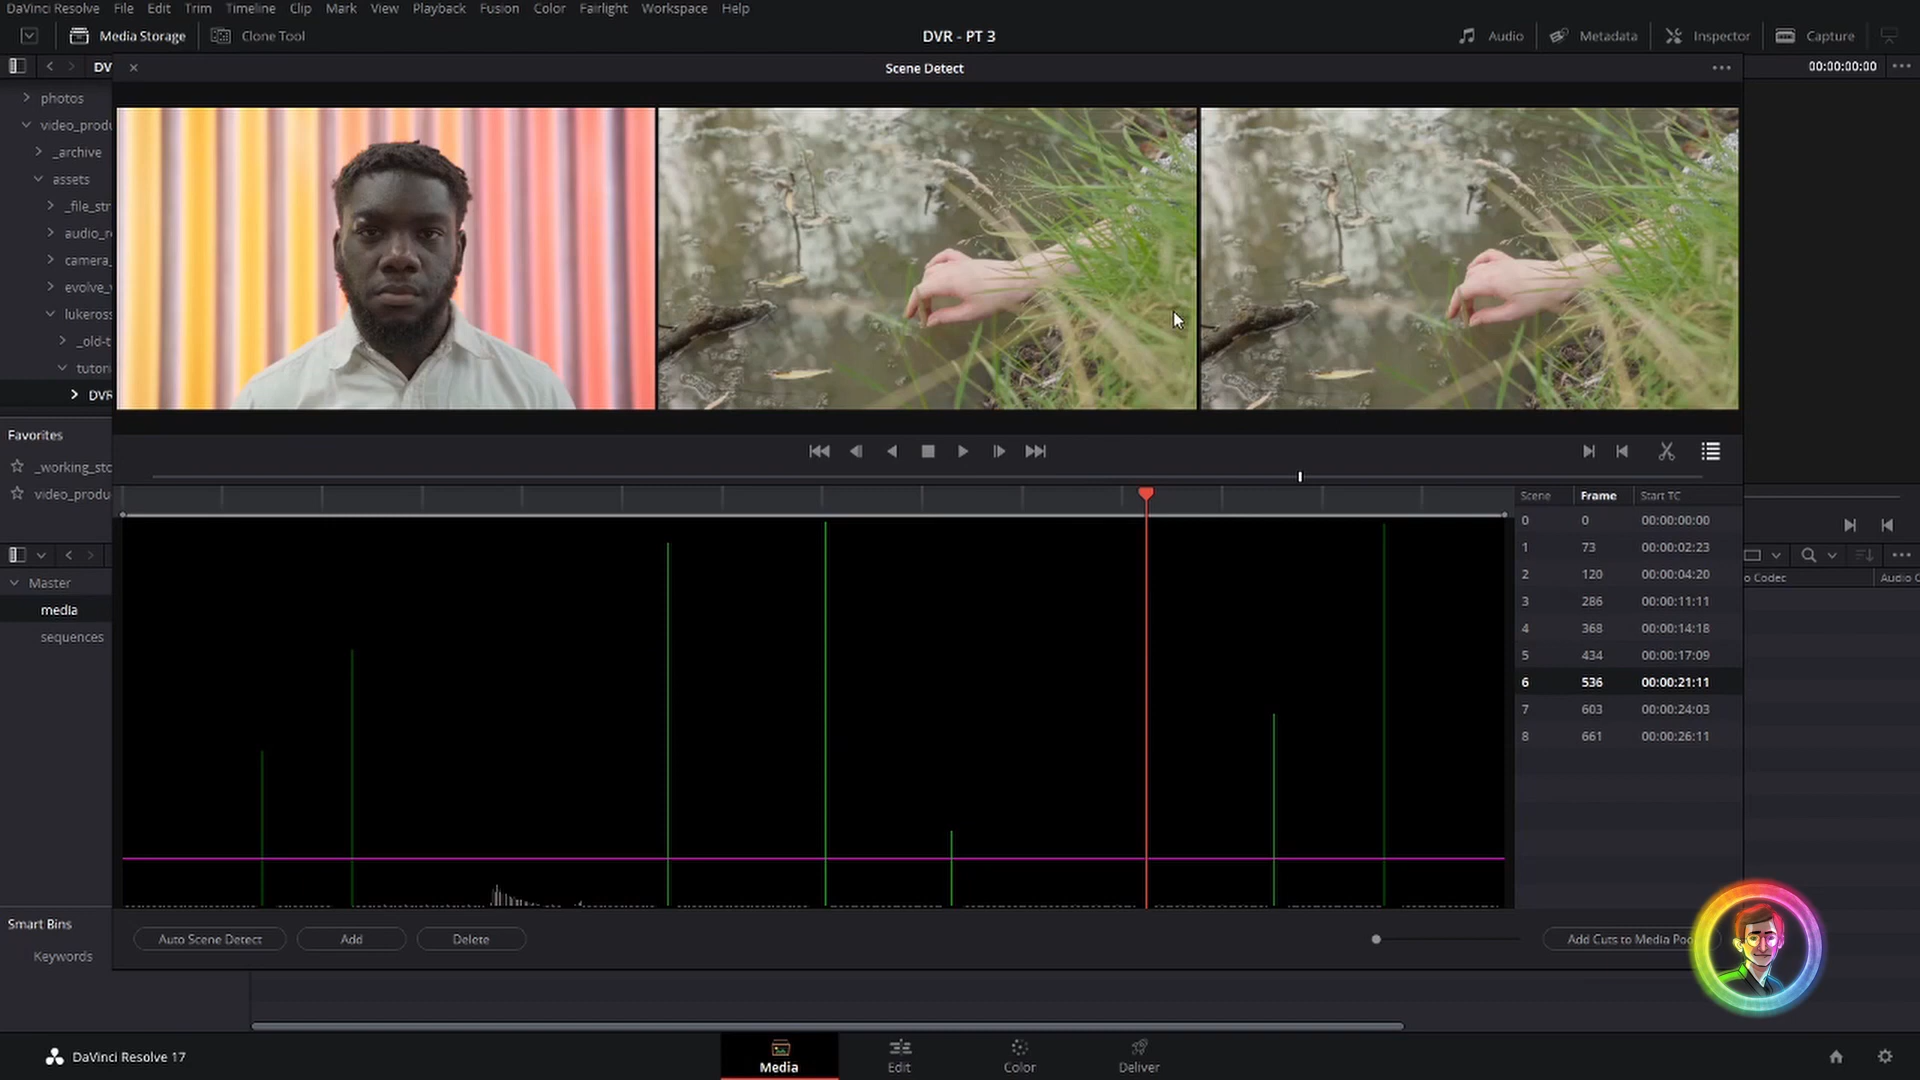 DaVinci Resolve File Edit Trim Timeline Clip Mark View Playback Fusion Color Fairlight Workspace Help
Media Storage Clone Tool DVR - PT 3 Audio Metadata Inspector Capture
DV Scene Detect 00:00:00:00
photos
video_produ
_archive
assets
_file_str
audio_r
camera_
evolve_v
lukeross
_old-t
tutori
DVR
Favorites
_working_sto
video_produ
Scene Frame Start TC
0 0 00:00:00:00
1 73 00:00:02:23
2 120 00:00:04:20
3 286 00:00:11:11
4 368 00:00:14:18
5 434 00:00:17:09
6 536 00:00:21:11
7 603 00:00:24:03
8 661 00:00:26:11
o Codec Audio C
Master
media
sequences
Smart Bins
Keywords
Auto Scene Detect Add Delete Add Cuts to Media Poo
DaVinci Resolve 17 Media Edit Color Deliver